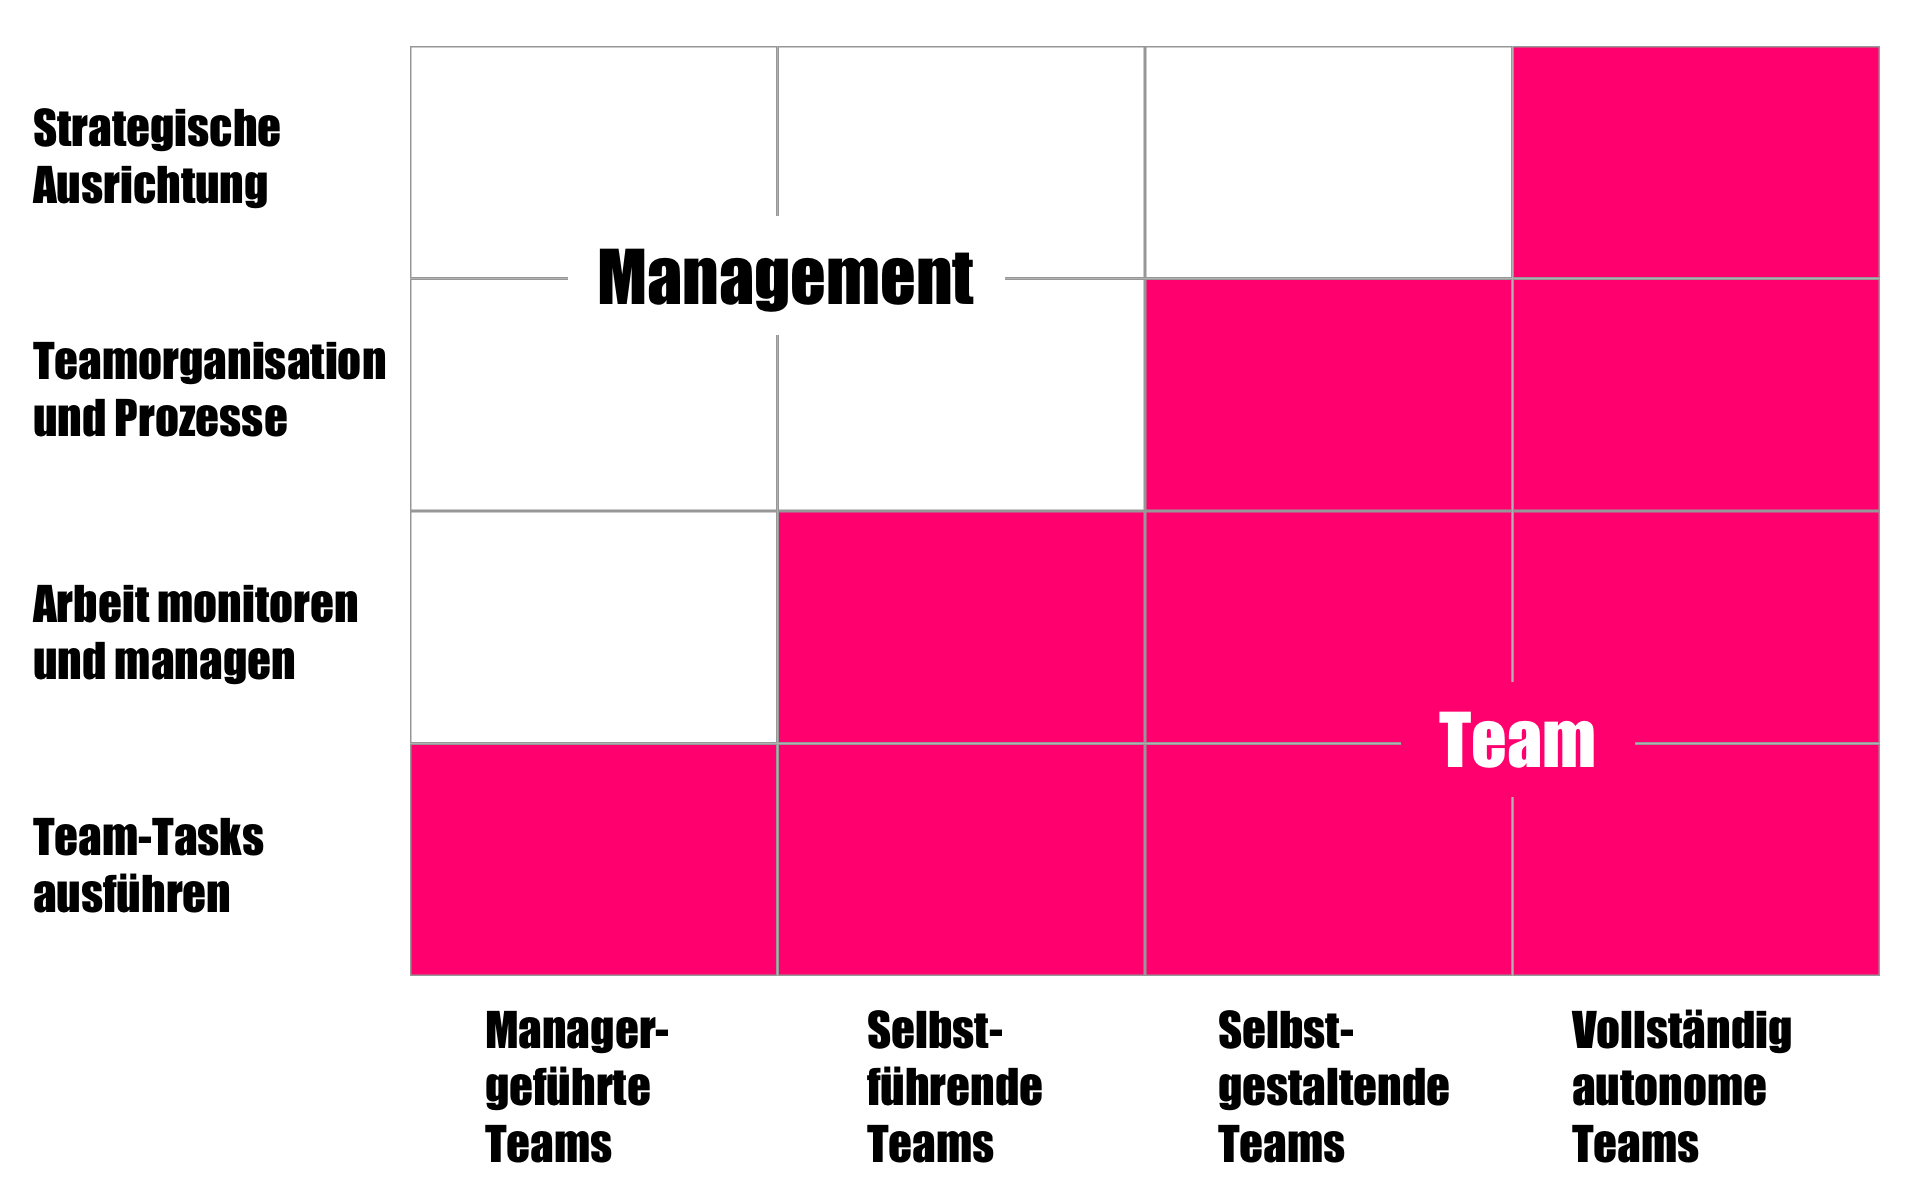 Strategische
Ausrichtung
Management
Teamorganisation
und Prozesse
Arbeit monitoren
und managen
Team
Team-Tasks
ausführen
Manager-
geführte
Teams
Selbst-
führende
Teams
Selbst-
gestaltende
Teams
Vollständig
autonome
Teams